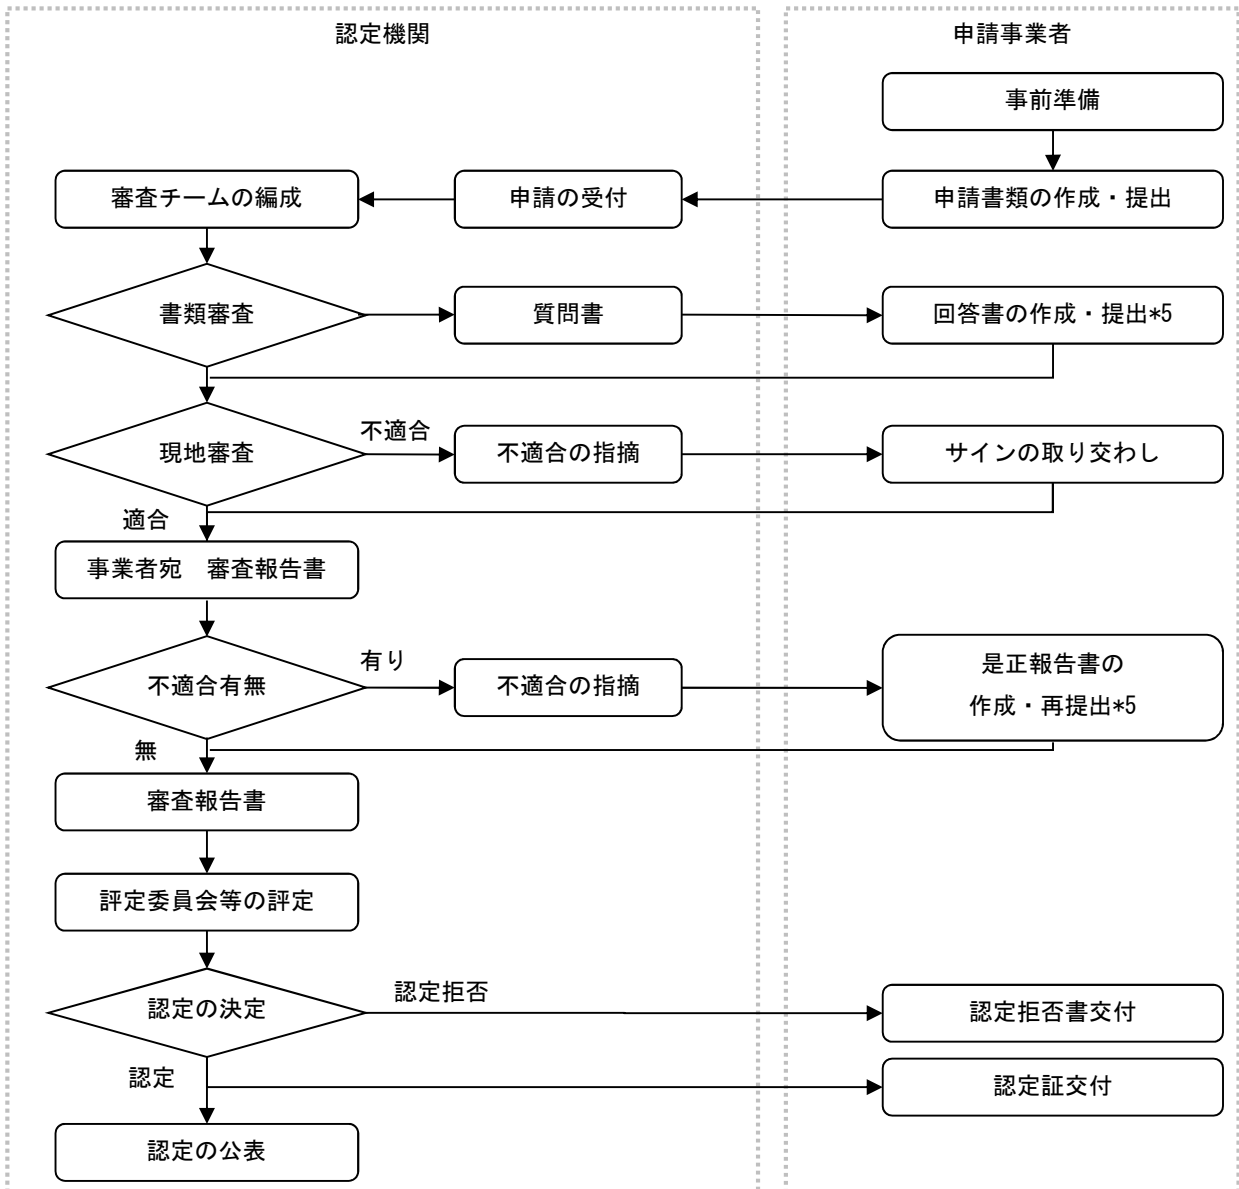 認定機関
申請事業者
事前準備
審査チームの編成
申請の受付
申請書類の作成・提出
書類審査
質問書
回答書の作成・提出*5
現地審査
不適合
不適合の指摘
サインの取り交わし
適合
事業者宛　審査報告書
不適合有無
有り
不適合の指摘
是正報告書の
作成・再提出*5
無
審査報告書
評定委員会等の評定
認定の決定
認定拒否
認定拒否書交付
認定
認定証交付
認定の公表